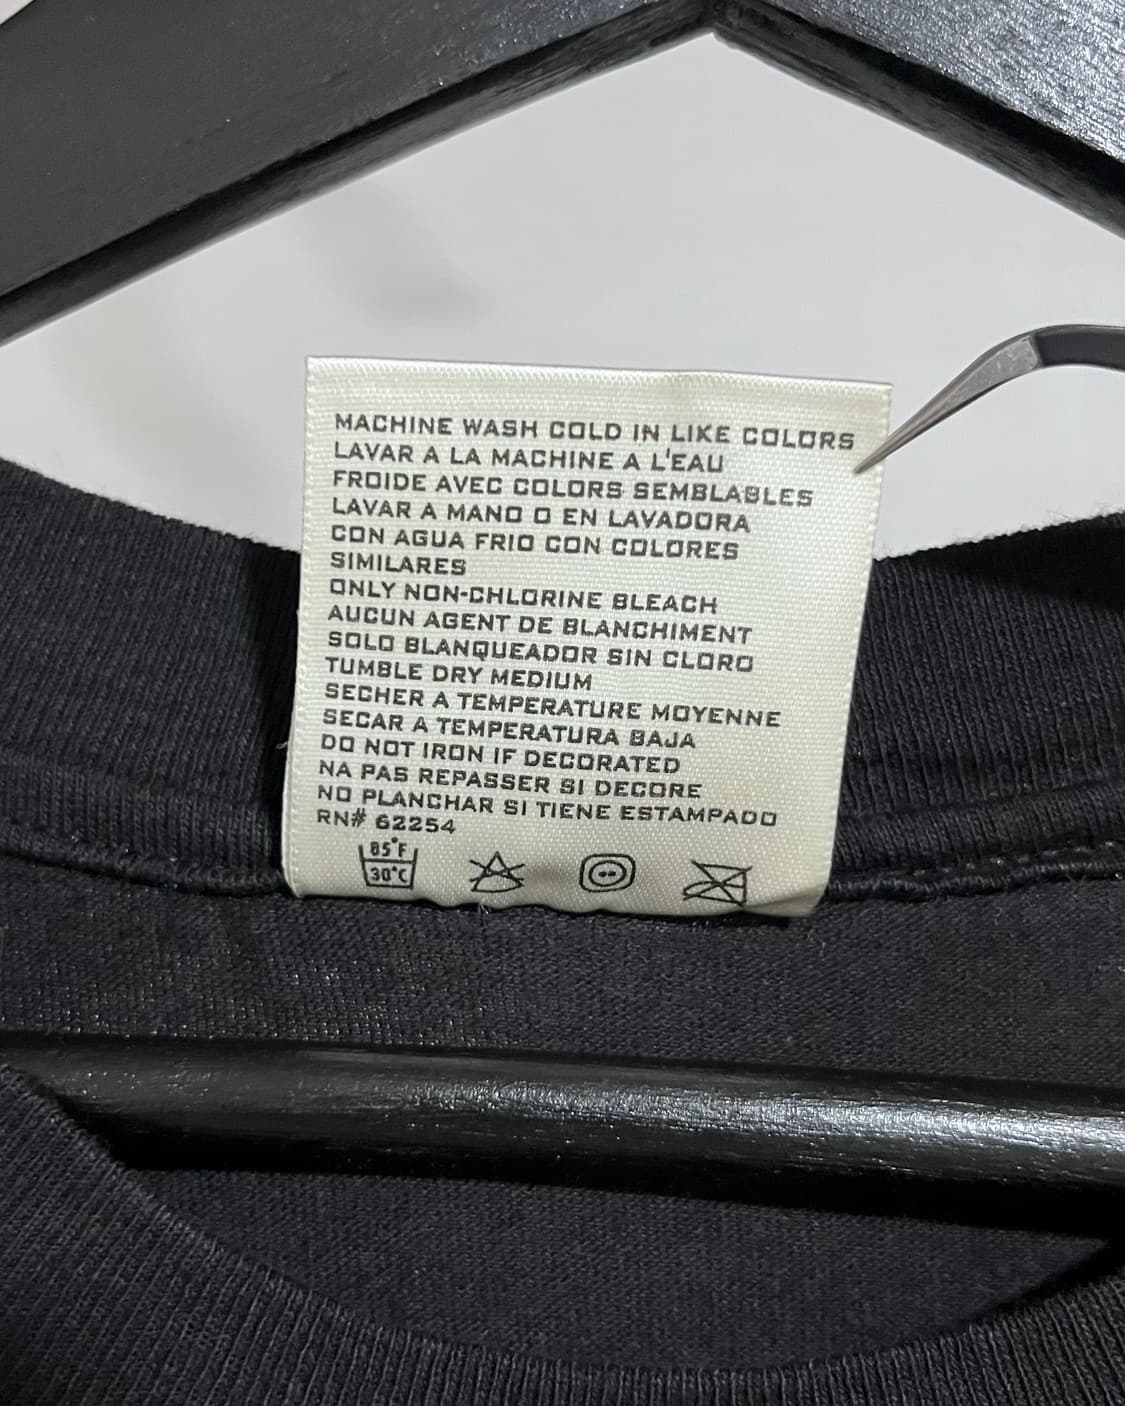 MACHINE WASH COLD IN LIKE COLORS
LAVAR A LA MACHINE A L'EAU
FROIDE AVEC COLORS SEMBLABLES
LAVAR A MANO O EN LAVADORA
CON AGUA FRIO CON COLORES
SIMILARES
ONLY NON-CHLORINE BLEACH
AUCUN AGENT DE BLANCHIMENT
SOLO BLANQUEADOR SIN CLORO
TUMBLE DRY MEDIUM
SECHER A TEMPERATURE MOYENNE
SECAR A TEMPERATURA BAJA
DO NOT IRON IF DECORATED
NA PAS REPASSER SI DECORE
NO PLANCHAR SI TIENE ESTAMPADO
RN# 62254
85°F
30°C